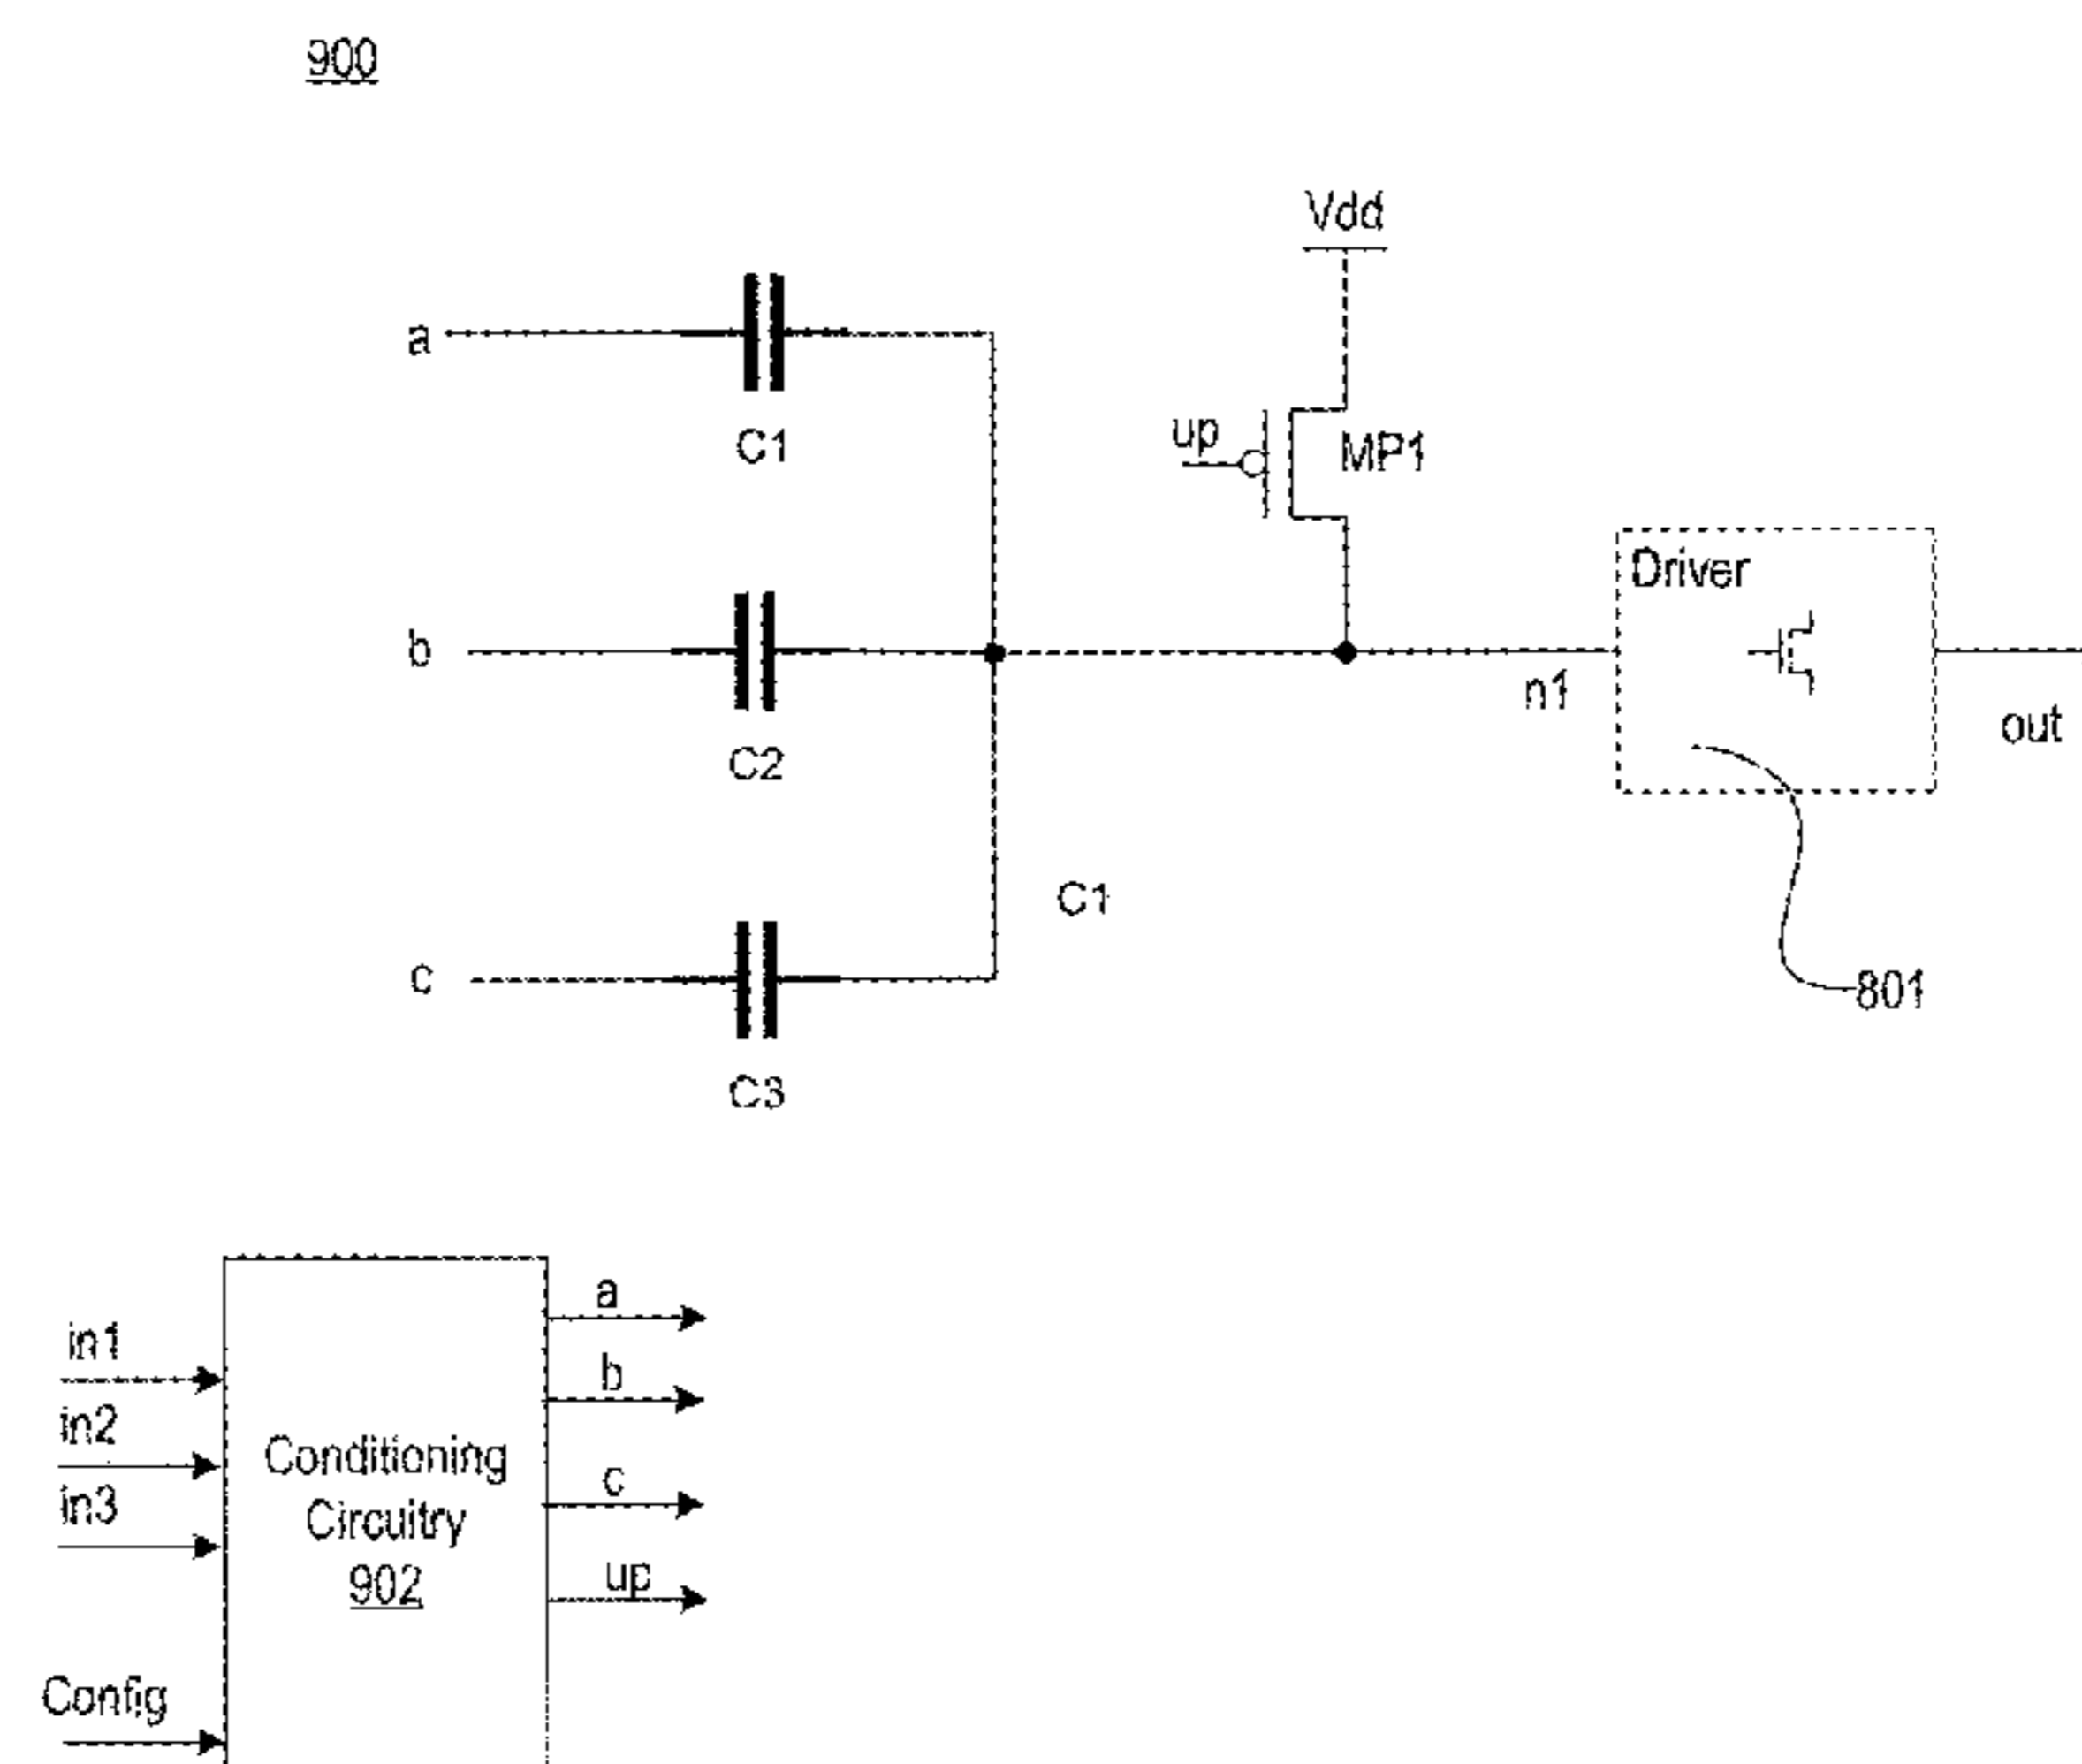 900
Vdd
a
C1
up
MP1
Driver
b
n1
out
C2
C1
c
801
C3
a
in1
b
in2
Conditioning
c
in3
Circuitry
902
up
Config